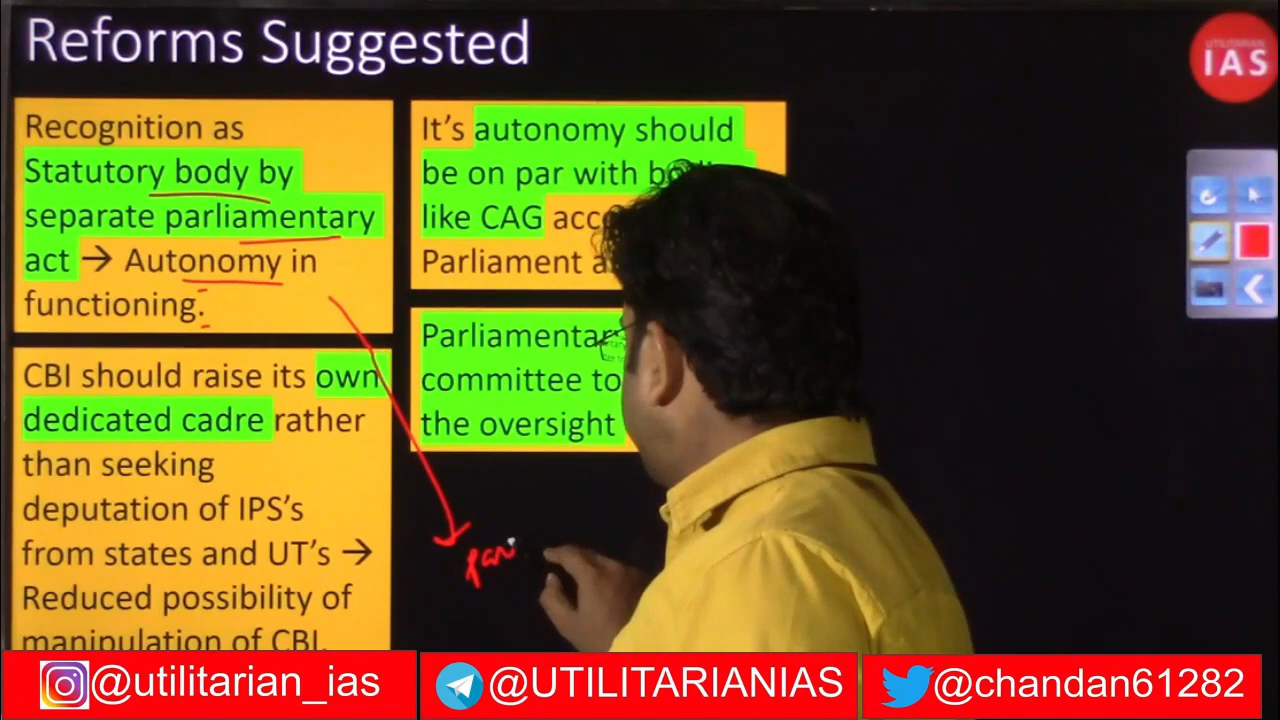 Reforms Suggested
UTILITARIAN
IAS
Recognition as
Statutory body by
separate parliamentary
act → Autonomy in
functioning.
It's autonomy should
be on par with
like CAG
Parliament
CBI should raise its own
dedicated cadre rather
than seeking
deputation of IPS's
from states and UT's →
Reduced possibility of
manipulation of CBI.
committee to
the oversight
@utilitarian_ias
@UTILITARIANIAS
@chandan61282